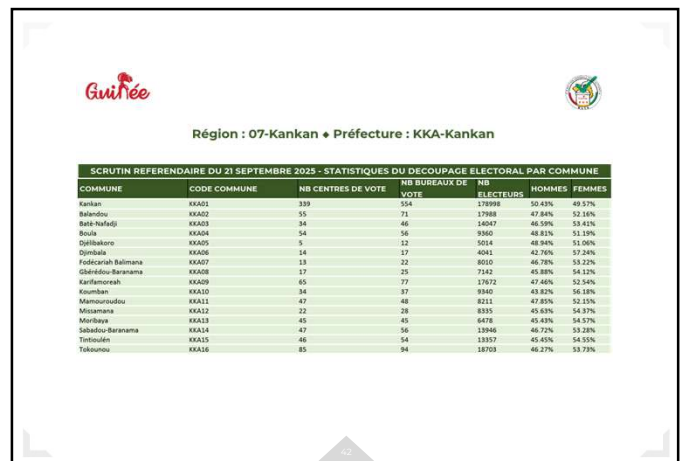 Guinée
Région : 07-Kankan ◆ Préfecture : KKA-Kankan
SCRUTIN REFERENDAIRE DU 21 SEPTEMBRE 2025 - STATISTIQUES DU DECOUPAGE ELECTORAL PAR COMMUNE
COMMUNE CODE COMMUNE NB CENTRES DE VOTE NB BUREAUX DE VOTE NB ELECTEURS HOMMES FEMMES
Kankan KKA01 339 554 178998 50.43% 49.57%
Balandou KKA02 55 71 17988 47.84% 52.16%
Batè-Nafadji KKA03 34 46 14047 46.59% 53.41%
Boula KKA04 54 56 9360 48.81% 51.19%
Djélibakoro KKA05 5 12 5014 48.94% 51.06%
Djimbala KKA06 14 17 4041 42.76% 57.24%
Fodécariah Balimana KKA07 13 22 8010 46.78% 53.22%
Gbérédou-Baranama KKA08 17 25 7142 45.88% 54.12%
Karifamoreah KKA09 65 77 17672 47.46% 52.54%
Koumban KKA10 34 37 9340 43.82% 56.18%
Mamouroudou KKA11 47 48 8211 47.85% 52.15%
Missamana KKA12 22 28 8335 45.63% 54.37%
Moribaya KKA13 45 45 6478 45.43% 54.57%
Sabadou-Baranama KKA14 47 56 13946 46.72% 53.28%
Tintioulén KKA15 46 54 13357 45.45% 54.55%
Tokounou KKA16 85 94 18703 46.27% 53.73%
42